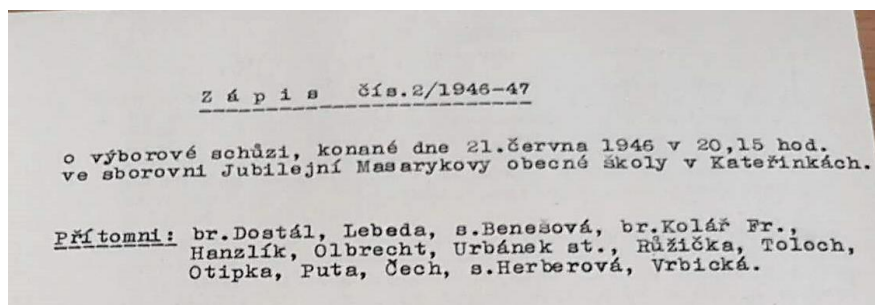 Z á p i s čís.2/1946-47
o výborové schůzi, konané dne 21.června 1946 v 20,15 hod.
ve sborovni Jubilejní Masarykovy obecné školy v Kateřinkách.
Přítomni: br.Dostál, Lebeda, s.Benešová, br.Kolář Fr.,
Hanzlík, Olbrecht, Urbánek st., Růžička, Toloch,
Otipka, Puta, Čech, s.Herberová, Vrbická.